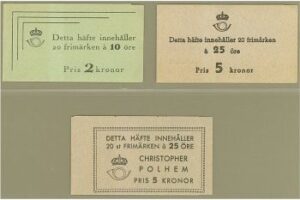 Detta häfte innehåller
20 frimärken à 10 öre
Pris 2 kronor
Detta häfte innehåller 20 frimärken
à 25 öre
Pris 5 kronor
DETTA HÄFTE INNEHÅLLER
20 st FRIMÄRKEN À 25 ÖRE
CHRISTOPHER
POLHEM
PRIS 5 KRONOR